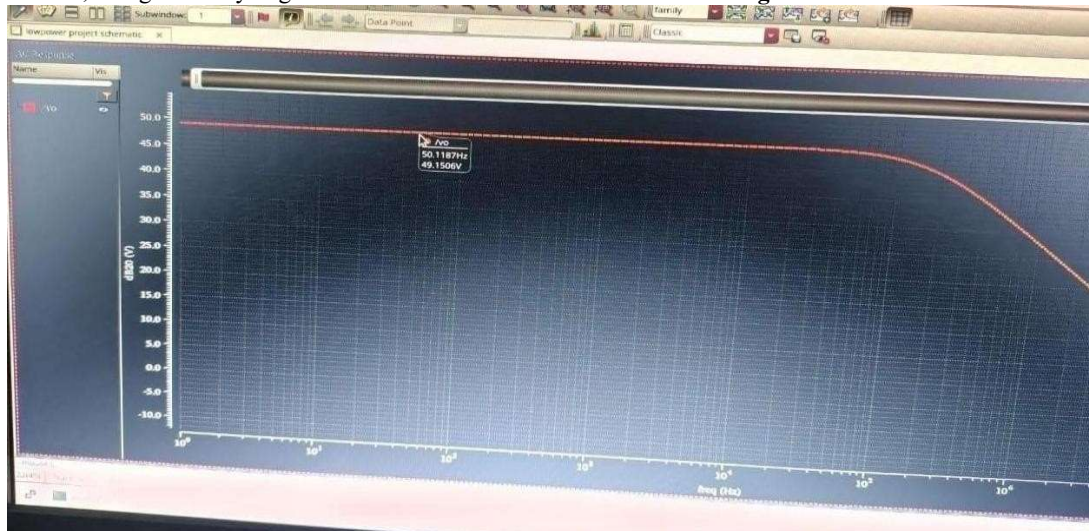 Subwindow: 1
Data Point
family
Classic
lowpower project schematic
AC Response
Name
Vis
/vo
50.0
45.0
40.0
35.0
30.0
25.0
20.0
15.0
10.0
5.0
0.0
-5.0
-10.0
dB20 (V)
/vo
50.1187Hz
49.1506V
10⁰
10¹
10²
10³
10⁴
10⁵
10⁶
freq (Hz)